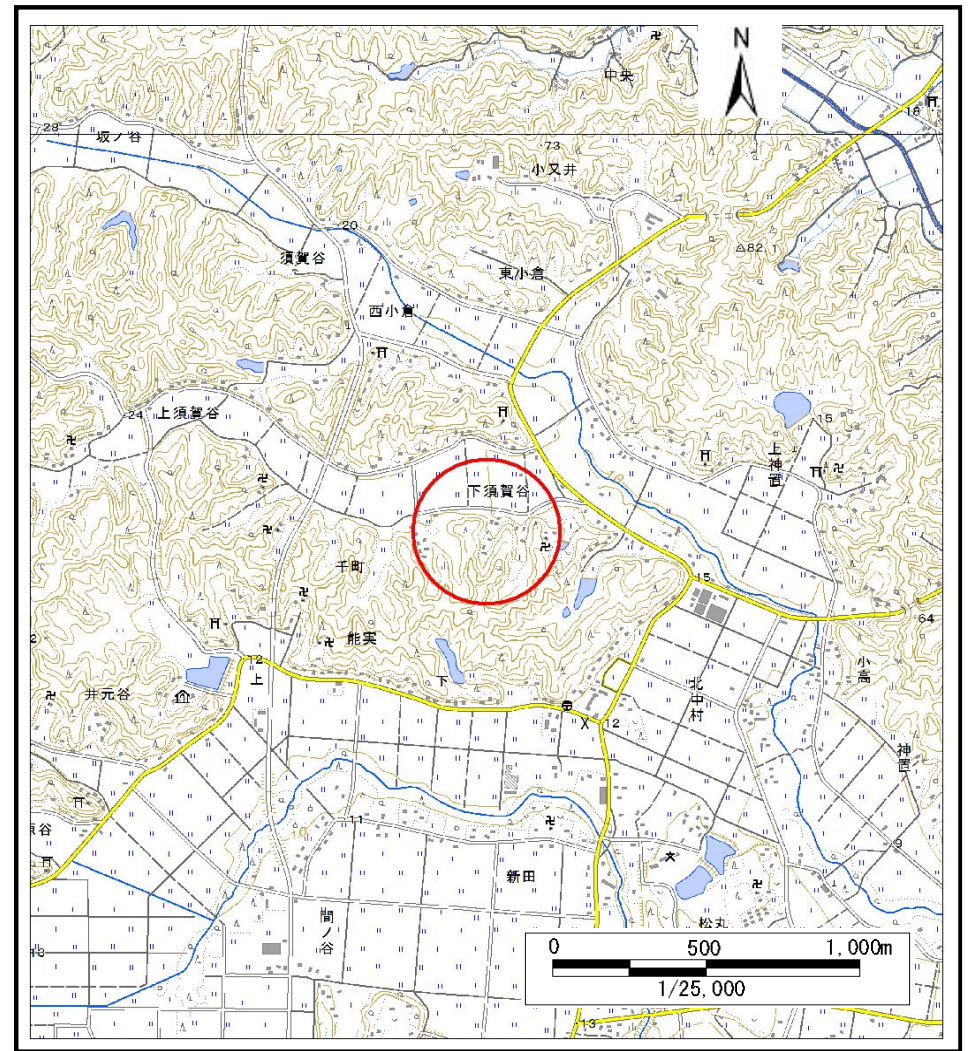 N
中央
18
28
坂ノ谷
73
小又井
20
△82.1
須賀谷
東小倉
西小倉
24
上須賀谷
15
上神置
下須賀谷
千町
15
64
能実
小高
12
上
下
井元谷
北中村
12
神置
11
9
新田
間ノ谷
松丸
13
0 500 1,000m
1/25,000
13